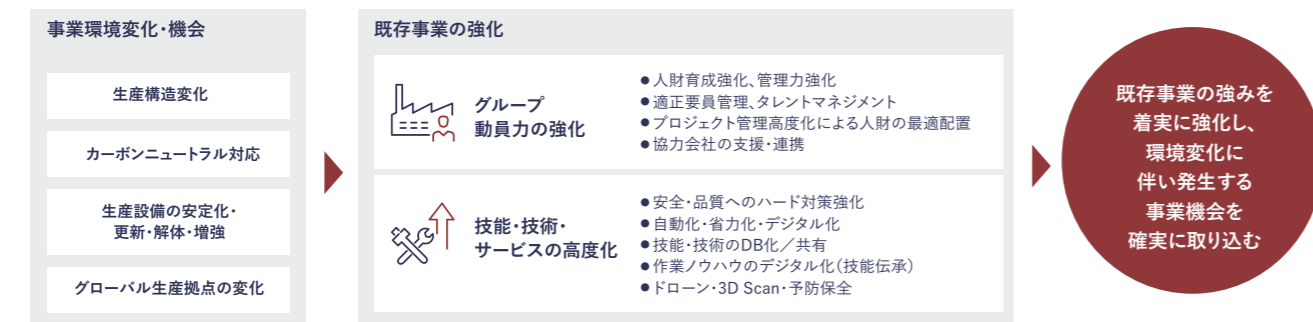 事業環境変化・機会
生産構造変化
カーボンニュートラル対応
生産設備の安定化・
更新・解体・増強
グローバル生産拠点の変化
既存事業の強化
グループ
動員力の強化
●人財育成強化、管理力強化
●適正要員管理、タレントマネジメント
●プロジェクト管理高度化による人財の最適配置
●協力会社の支援・連携
技能・技術・
サービスの高度化
●安全・品質へのハード対策強化
●自動化・省力化・デジタル化
●技能・技術のDB化／共有
●作業ノウハウのデジタル化（技能伝承）
●ドローン・3D Scan・予防保全
既存事業の強みを
着実に強化し、
環境変化に
伴い発生する
事業機会を
確実に取り込む